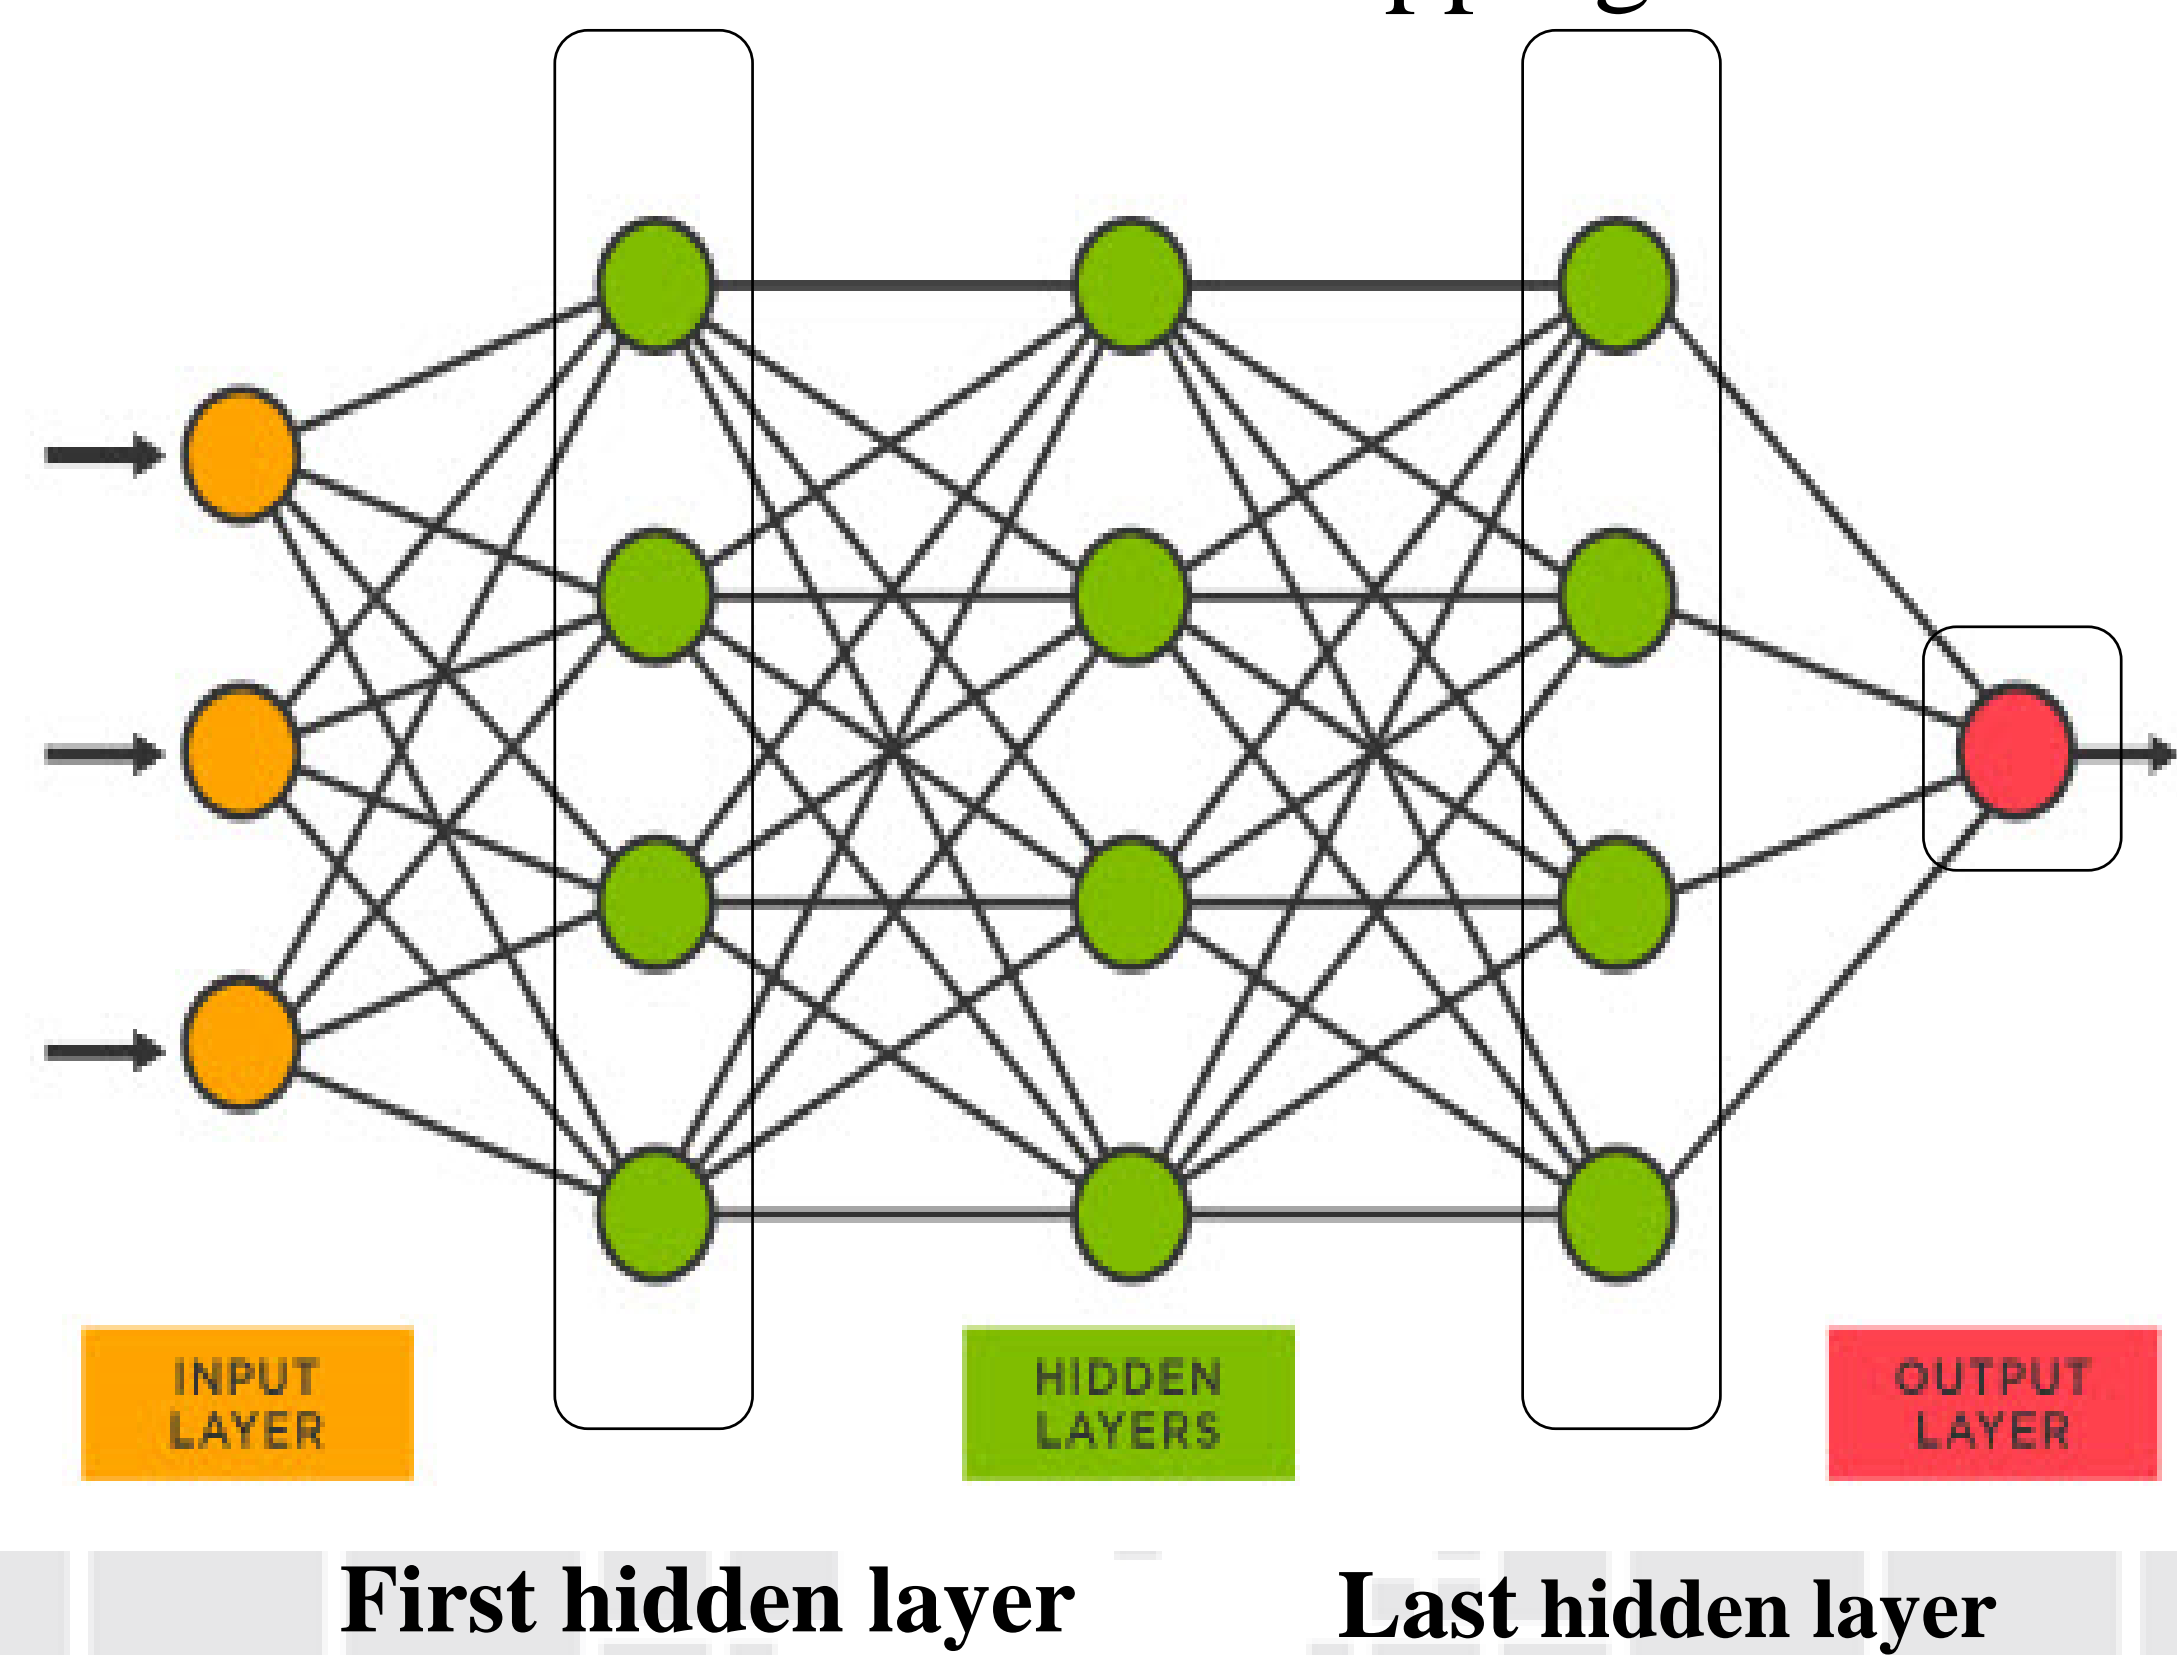 INPUT
LAYER
HIDDEN
LAYERS
OUTPUT
LAYER
First hidden layer
Last hidden layer